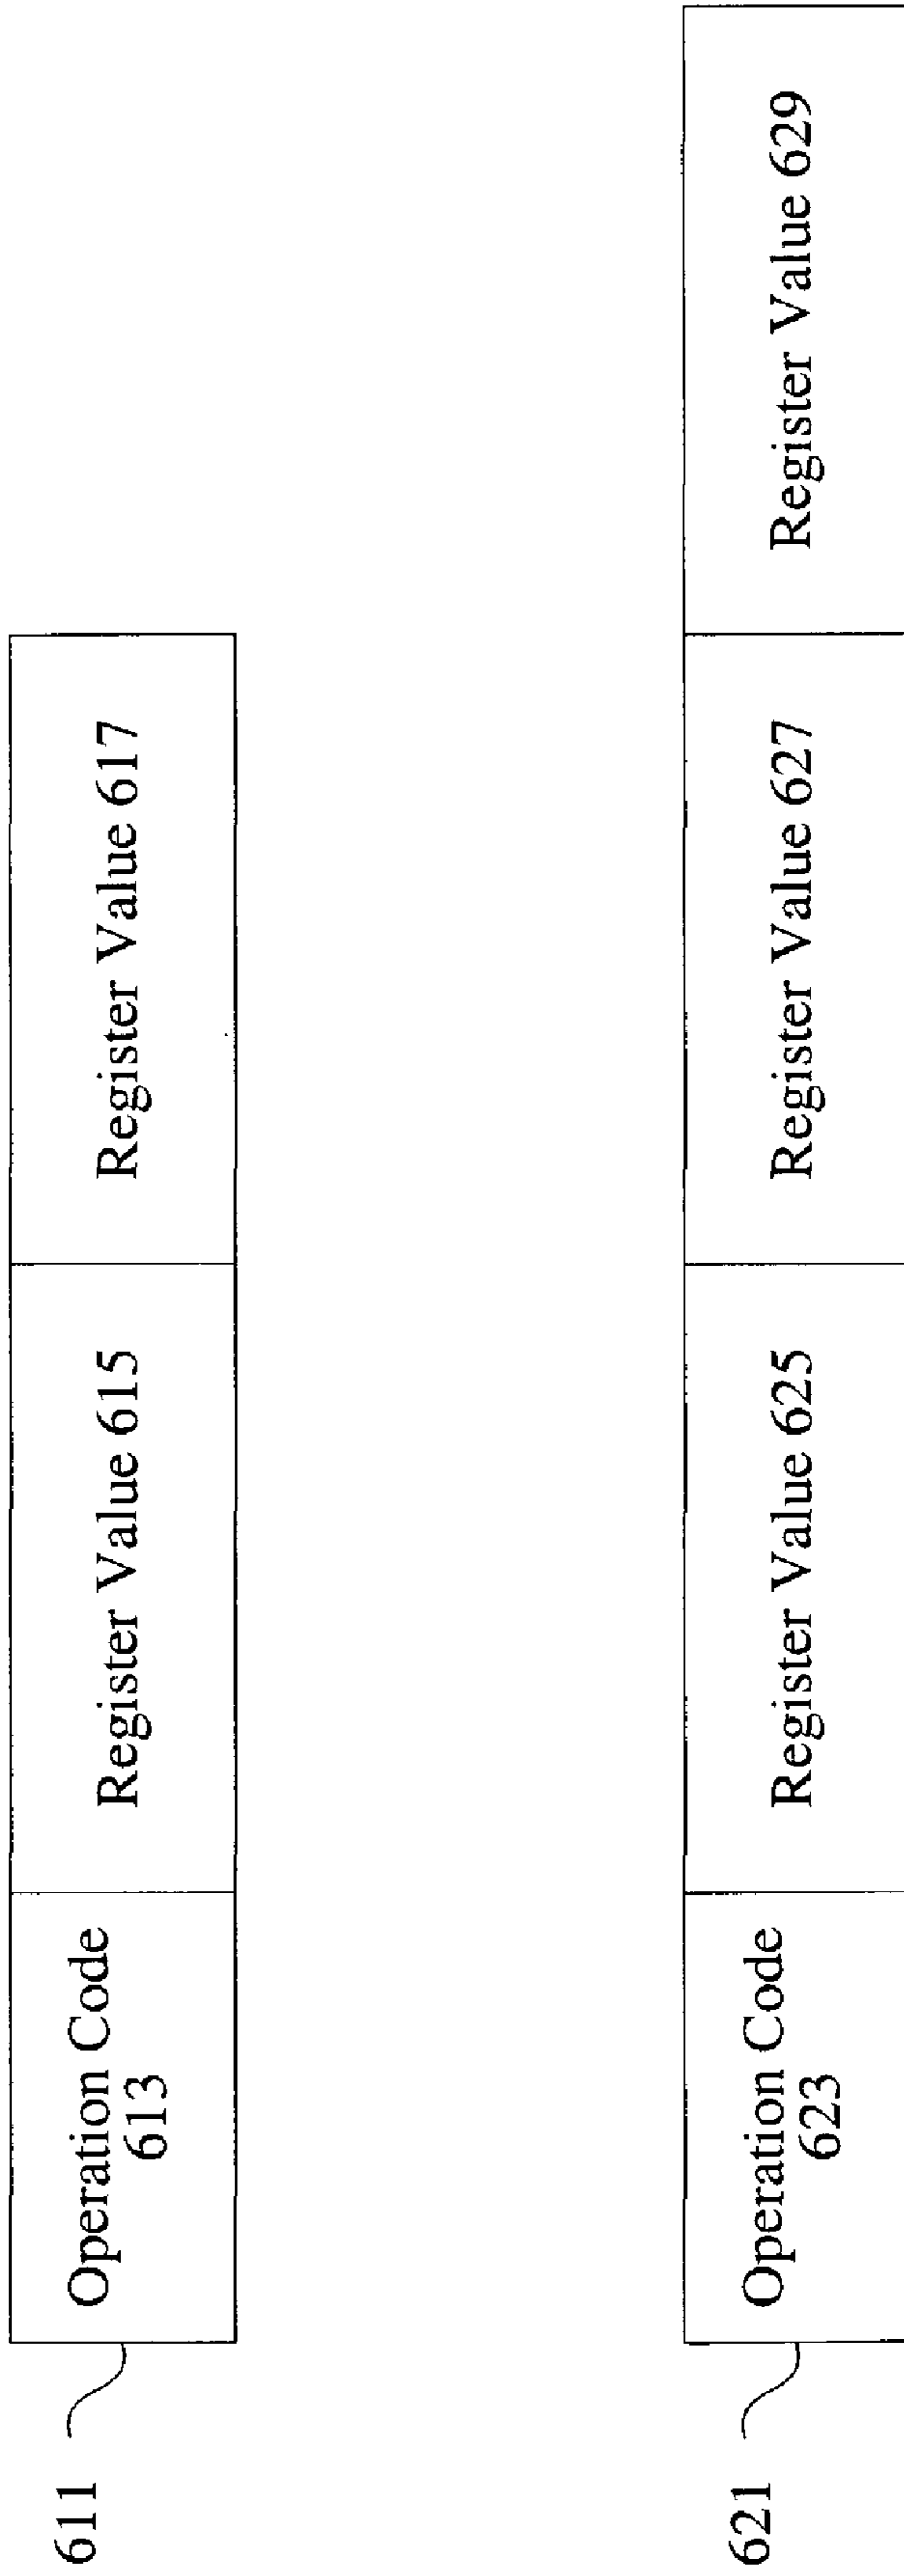 611
Operation Code
613
Register Value 615
Register Value 617
621
Operation Code
623
Register Value 625
Register Value 627
Register Value 629